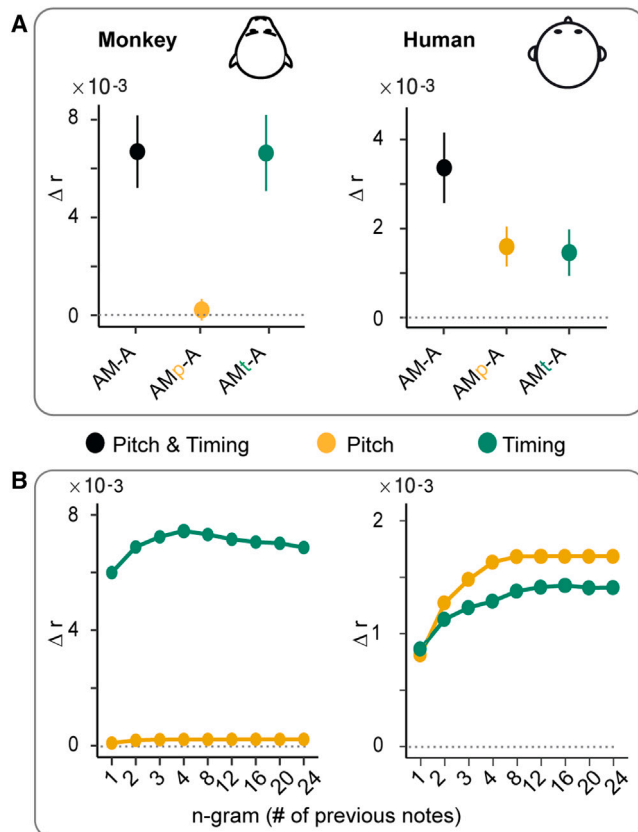 A
Monkey
Human
×10-3
×10-3
8
4
0
Δ r
4
2
0
Δ r
AM-A
AMp-A
AMt-A
AM-A
AMp-A
AMt-A
Pitch & Timing Pitch Timing
B
×10-3
×10-3
8
4
0
Δ r
2
1
0
Δ r
1 2 3 4 8 12 16 20 24
1 2 3 4 8 12 16 20 24
n-gram (# of previous notes)